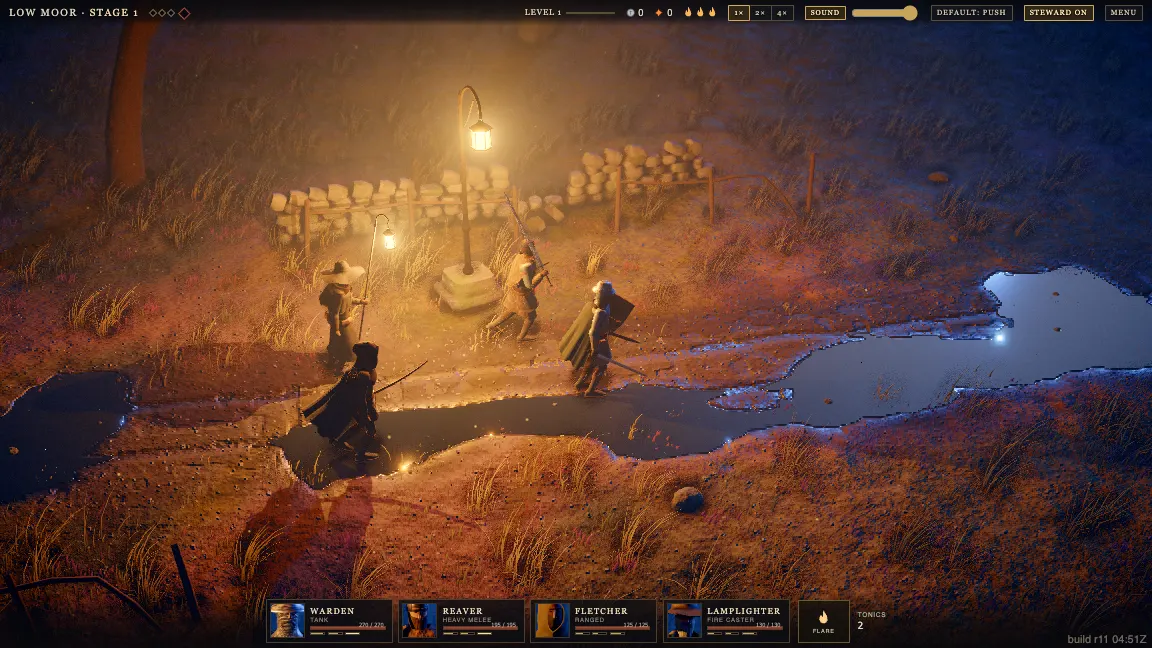 LOW MOOR · STAGE 1
LEVEL 1
0
0
1×
2×
4×
SOUND
DEFAULT: PUSH
STEWARD ON
MENU
WARDEN
TANK
270 / 270
REAVER
HEAVY MELEE
195 / 195
FLETCHER
RANGED
125 / 125
LAMPLIGHTER
FIRE CASTER
130 / 130
FLARE
TONICS
2
build r11 04:51Z